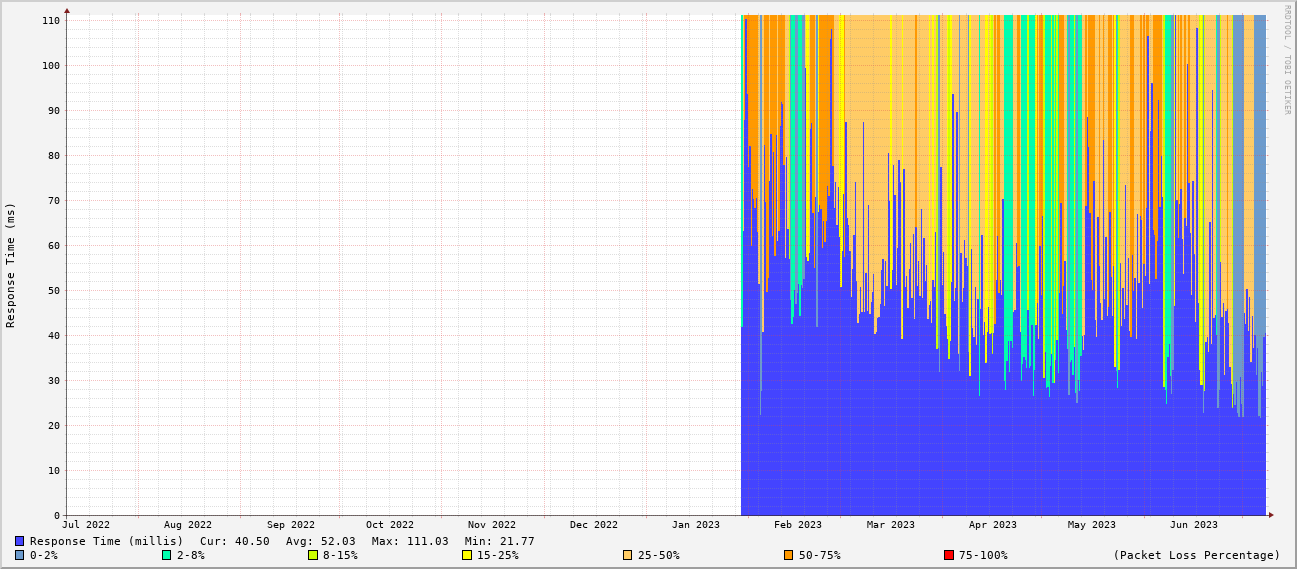 RRDTOOL / TOBI OETIKER
Response Time (ms)
110
100
90
80
70
60
50
40
30
20
10
0
Jul 2022 Aug 2022 Sep 2022 Oct 2022 Nov 2022 Dec 2022 Jan 2023 Feb 2023 Mar 2023 Apr 2023 May 2023 Jun 2023
Response Time (millis) Cur: 40.50 Avg: 52.03 Max: 111.03 Min: 21.77
0-2% 2-8% 8-15% 15-25% 25-50% 50-75% 75-100% (Packet Loss Percentage)